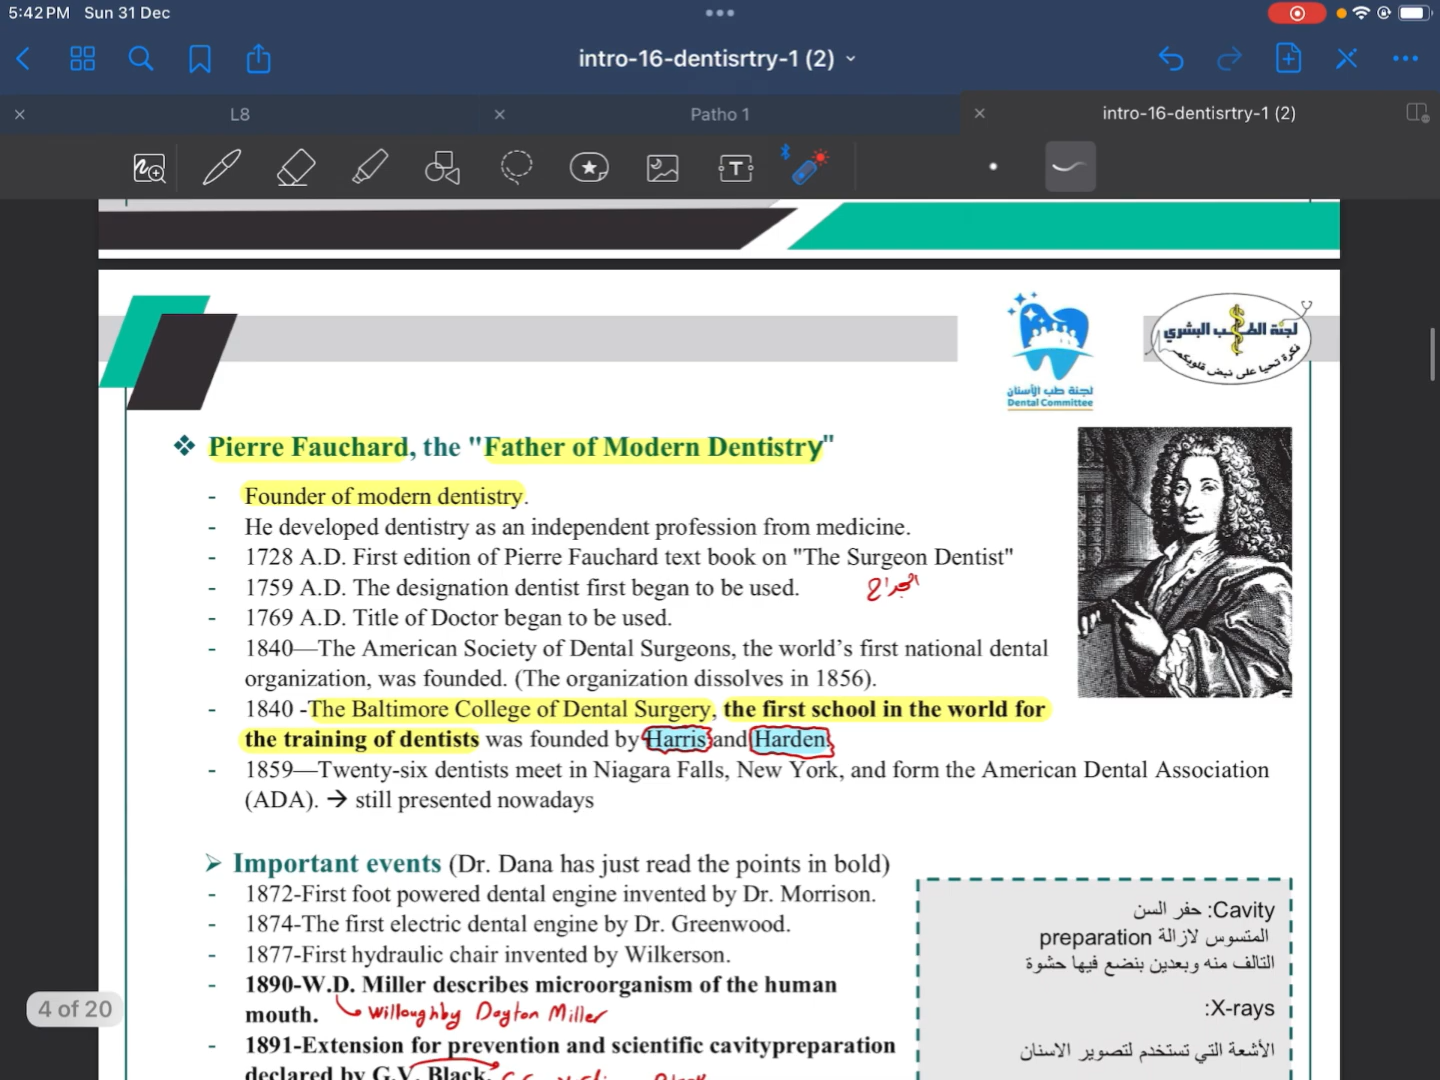 5:42 PM Sun 31 Dec
intro-16-dentisrtry-1 (2)
L8
Patho 1
intro-16-dentisrtry-1 (2)
لجنة طب الأسنان
Dental Committee
لجنة الطب البشري
فكرة تحيا على نبض قلوبكم
❖ Pierre Fauchard, the "Father of Modern Dentistry"
- Founder of modern dentistry.
- He developed dentistry as an independent profession from medicine.
- 1728 A.D. First edition of Pierre Fauchard text book on "The Surgeon Dentist"
الجراح
- 1759 A.D. The designation dentist first began to be used.
- 1769 A.D. Title of Doctor began to be used.
- 1840—The American Society of Dental Surgeons, the world’s first national dental
organization, was founded. (The organization dissolves in 1856).
- 1840 -The Baltimore College of Dental Surgery, the first school in the world for
the training of dentists was founded by Harris and Harden.
- 1859—Twenty-six dentists meet in Niagara Falls, New York, and form the American Dental Association
(ADA). → still presented nowadays
➢ Important events (Dr. Dana has just read the points in bold)
- 1872-First foot powered dental engine invented by Dr. Morrison.
- 1874-The first electric dental engine by Dr. Greenwood.
- 1877-First hydraulic chair invented by Wilkerson.
- 1890-W.D. Miller describes microorganism of the human
mouth. Willoughby Dayton Miller
- 1891-Extension for prevention and scientific cavitypreparation
declared by G.V. Black.
Cavity: حفر السن
المتسوس لازالة preparation
التالف منه وبعدين بنضع فيها حشوة
X-rays:
الأشعة التي تستخدم لتصوير الاسنان
4 of 20